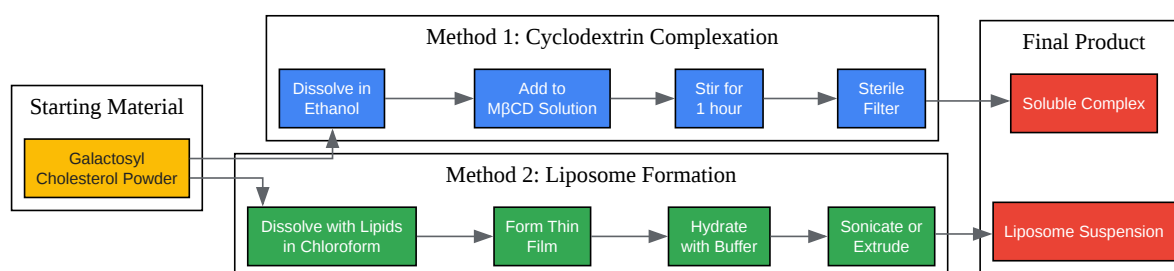 Starting Material
Galactosyl
Cholesterol Powder
Method 1: Cyclodextrin Complexation
Dissolve in
Ethanol
Add to
MβCD Solution
Stir for
1 hour
Sterile
Filter
Method 2: Liposome Formation
Dissolve with Lipids
in Chloroform
Form Thin
Film
Hydrate
with Buffer
Sonicate or
Extrude
Final Product
Soluble Complex
Liposome Suspension